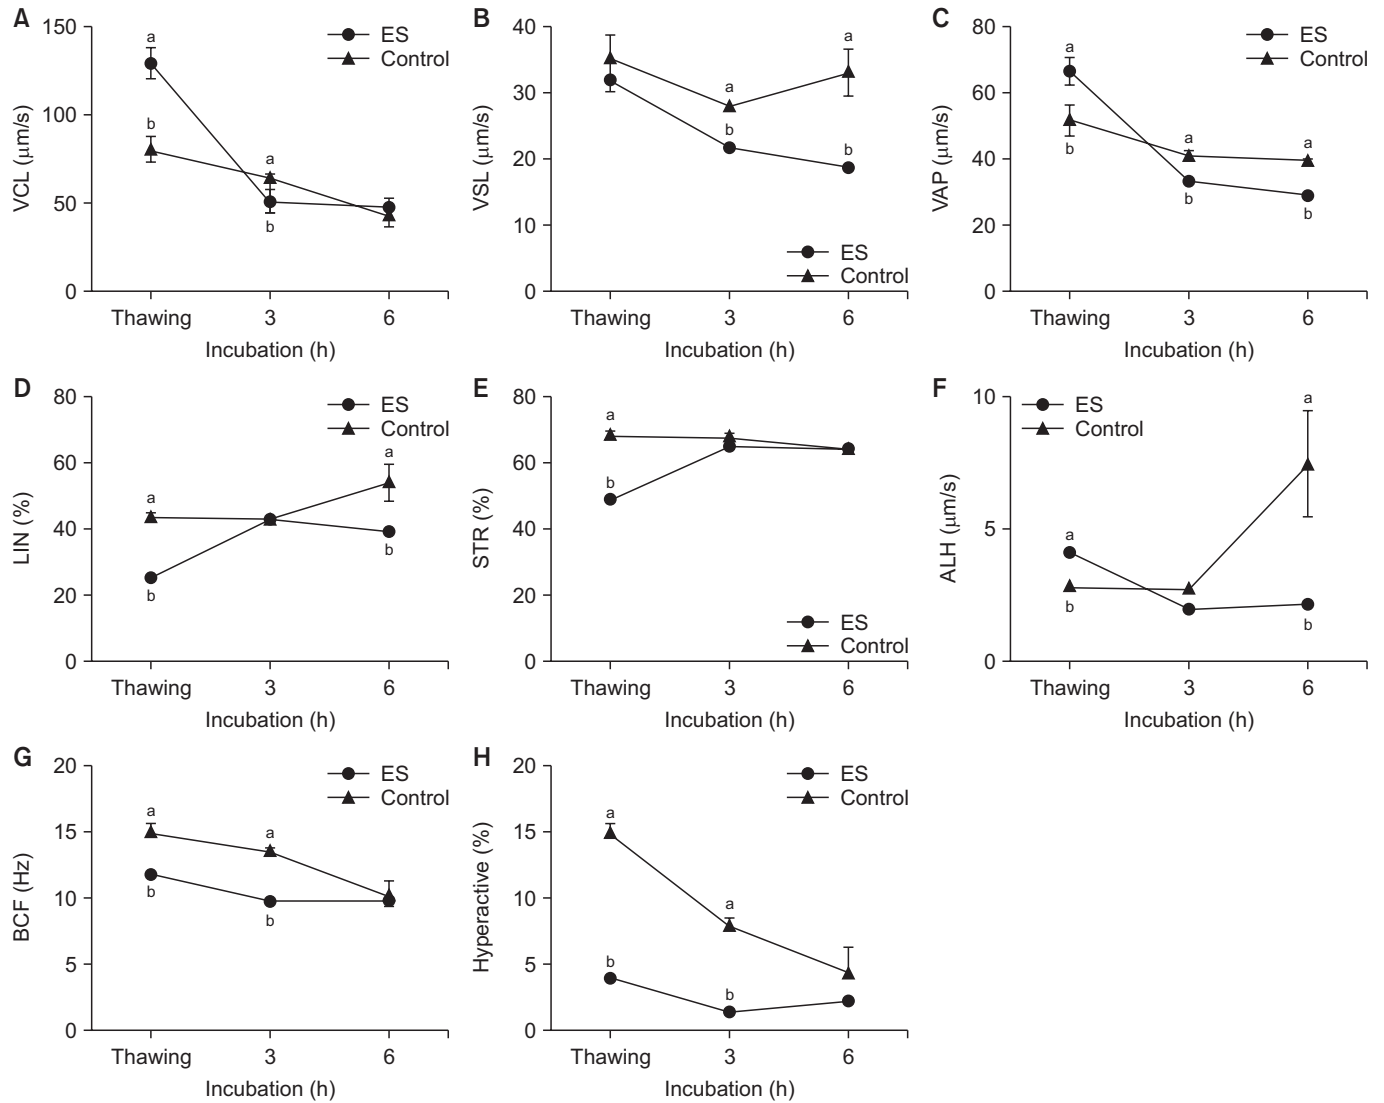 A
150
100
50
0
VCL (μm/s)
ES
Control
a
b
a
b
Thawing 3 6
Incubation (h)
B
40
30
20
10
0
VSL (μm/s)
a
a
b
b
ES
Control
Thawing 3 6
Incubation (h)
C
80
60
40
20
0
VAP (μm/s)
ES
Control
a
b
a
b
a
b
Thawing 3 6
Incubation (h)
D
80
60
40
20
0
LIN (%)
ES
Control
a
b
a
b
Thawing 3 6
Incubation (h)
E
80
60
40
20
0
STR (%)
a
b
ES
Control
Thawing 3 6
Incubation (h)
F
10
5
0
ALH (μm/s)
ES
Control
a
b
a
b
Thawing 3 6
Incubation (h)
G
20
15
10
5
0
BCF (Hz)
ES
Control
a
b
a
b
Thawing 3 6
Incubation (h)
H
20
15
10
5
0
Hyperactive (%)
ES
Control
a
b
a
b
Thawing 3 6
Incubation (h)